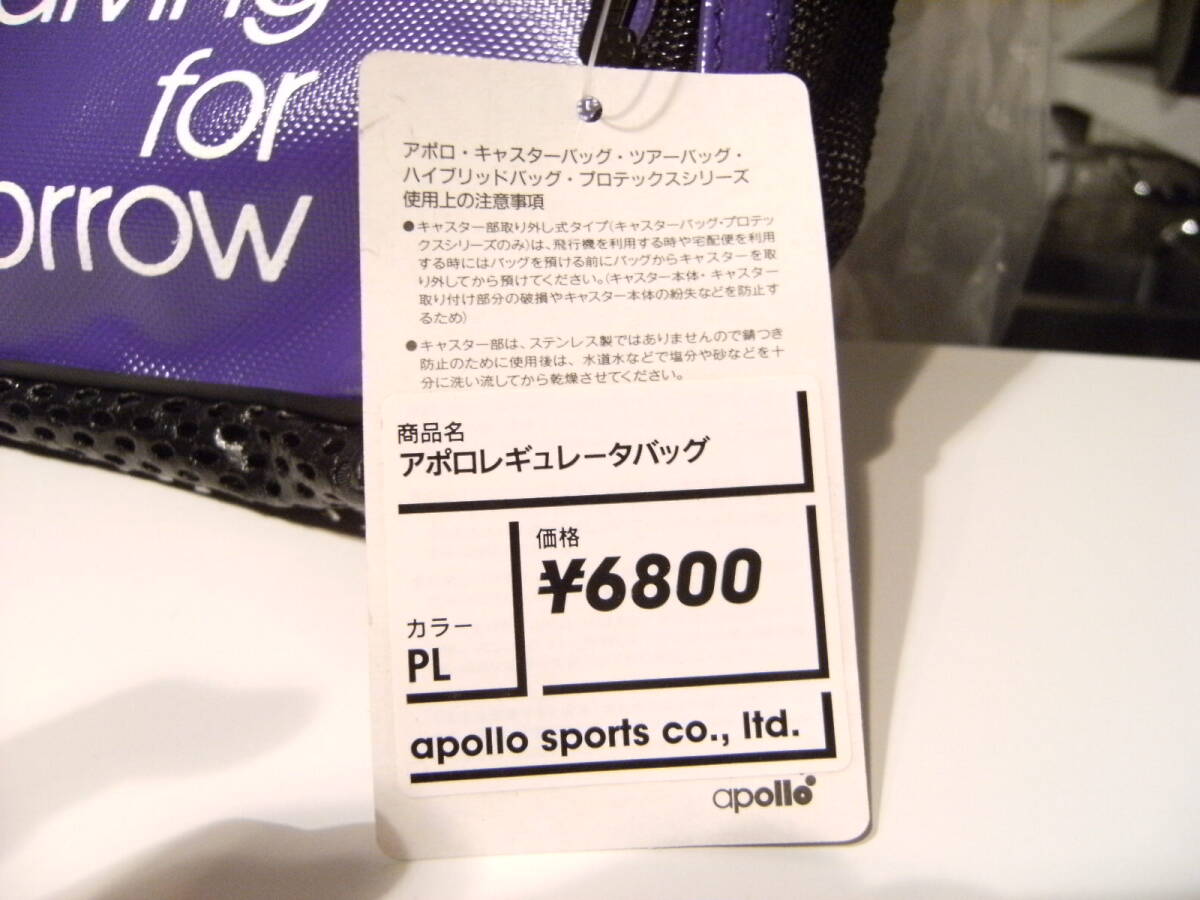 for
アポロ・キャスターバッグ・ツアーバッグ・
ハイブリッドバッグ・プロテックスシリーズ
使用上の注意事項
●キャスター部取り外し式タイプ(キャスターバッグ・プロテッ
クスシリーズのみ)は、飛行機を利用する時や宅配便を利用
する時にはバッグを預ける前にバッグからキャスターを取
り外してから預けてください。(キャスター本体・キャスター
取り付け部分の破損やキャスター本体の紛失などを防止す
るため)
●キャスター部は、ステンレス製ではありませんので錆つき
防止のために使用後は、水道水などで塩分や砂などを十
分に洗い流してから乾燥させてください。
商品名
アポロレギュレータバッグ
カラー
PL
価格
¥6800
apollo sports co., ltd.
apollo